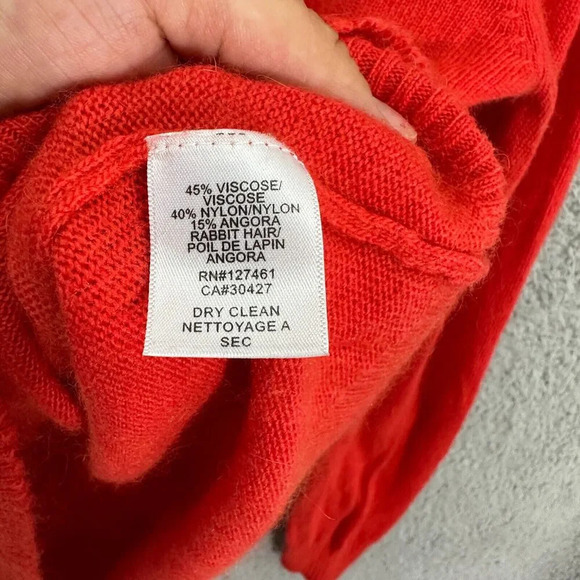 45% VISCOSE/
VISCOSE
40% NYLON/NYLON
15% ANGORA
RABBIT HAIR/
POIL DE LAPIN
ANGORA
RN#127461
CA#30427
DRY CLEAN
NETTOYAGE A
SEC